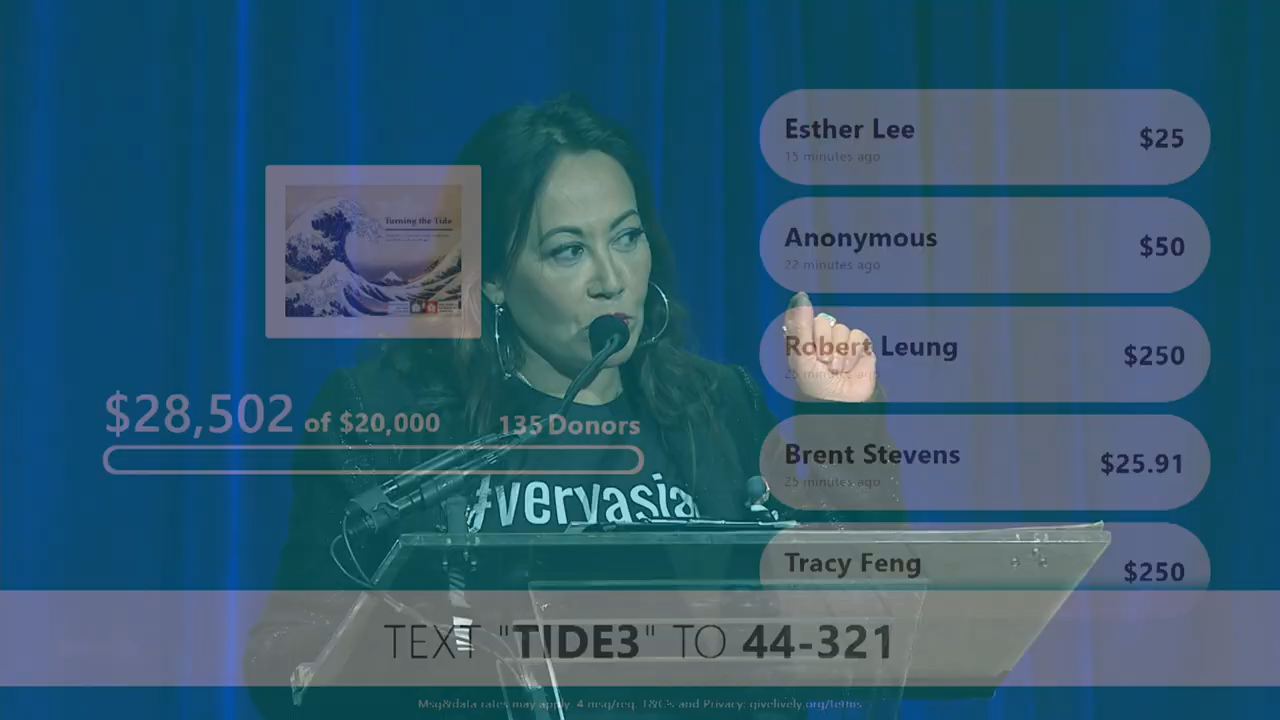 Turning the Tide
$28,502 of $20,000 135 Donors
Esther Lee $25
15 minutes ago
Anonymous $50
22 minutes ago
Robert Leung $250
Brent Stevens $25.91
25 minutes ago
Tracy Feng $250
#veryasia
TEXT "TIDE3" TO 44-321
Msg&data rates may apply. 4 msg/req. T&C's and Privacy: givelively.org/terms